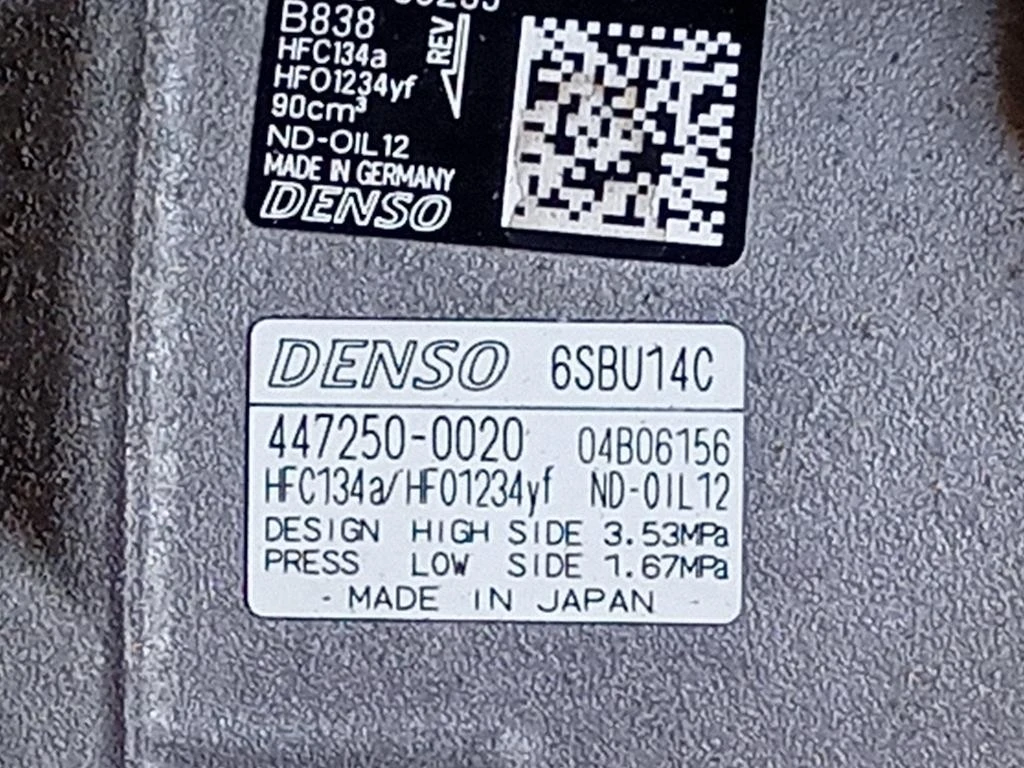 B838
HFC134a
HFO1234yf
90cm³
REV
ND-OIL12
MADE IN GERMANY
DENSO
DENSO 6SBU14C
447250-0020 04B06156
HFC134a/HFO1234yf ND-OIL12
DESIGN HIGH SIDE 3.53MPa
PRESS LOW SIDE 1.67MPa
- MADE IN JAPAN -